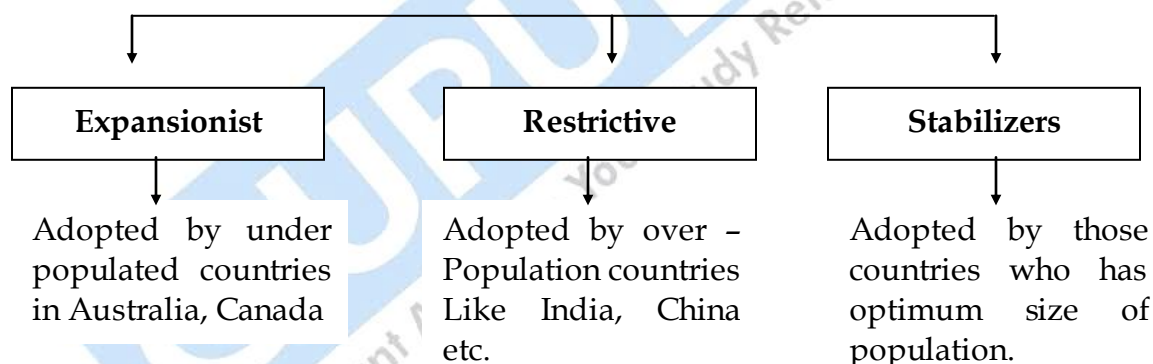 Expansionist
Restrictive
Stabilizers
Adopted by under
populated countries
in Australia, Canada
Adopted by over –
Population countries
Like India, China
etc.
Adopted by those
countries who has
optimum size of
population.